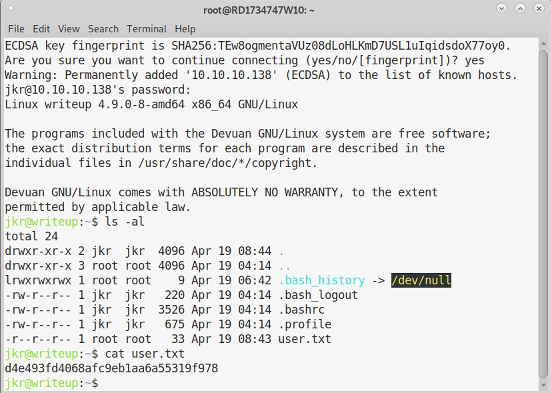 root@RD1734747W10: ~
File Edit View Search Terminal Help
ECDSA key fingerprint is SHA256:TEw8ogmentaVUz08dLoHLKmD7USL1uIqidsdoX77oy0.
Are you sure you want to continue connecting (yes/no/[fingerprint])? yes
Warning: Permanently added '10.10.10.138' (ECDSA) to the list of known hosts.
jkr@10.10.10.138's password:
Linux writeup 4.9.0-8-amd64 x86_64 GNU/Linux
The programs included with the Devuan GNU/Linux system are free software;
the exact distribution terms for each program are described in the
individual files in /usr/share/doc/*/copyright.
Devuan GNU/Linux comes with ABSOLUTELY NO WARRANTY, to the extent
permitted by applicable law.
jkr@writeup:~$ ls -al
total 24
drwxr-xr-x 2 jkr  jkr  4096 Apr 19 08:44 .
drwxr-xr-x 3 root root 4096 Apr 19 04:14 ..
lrwxrwxrwx 1 root root    9 Apr 19 06:42 .bash_history -> /dev/null
-rw-r--r-- 1 jkr  jkr   220 Apr 19 04:14 .bash_logout
-rw-r--r-- 1 jkr  jkr  3526 Apr 19 04:14 .bashrc
-rw-r--r-- 1 jkr  jkr   675 Apr 19 04:14 .profile
-r--r--r-- 1 root root   33 Apr 19 08:43 user.txt
jkr@writeup:~$ cat user.txt
d4e493fd4068afc9eb1aa6a55319f978
jkr@writeup:~$